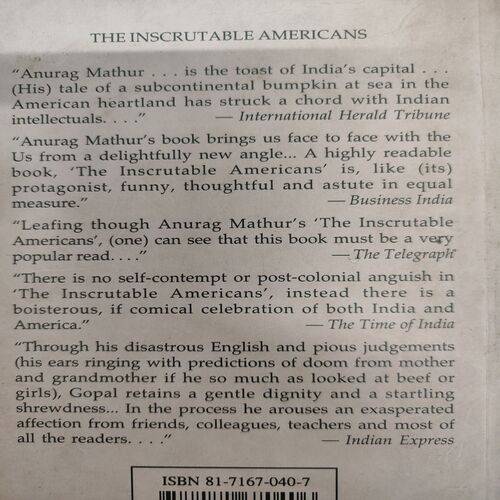 THE INSCRUTABLE AMERICANS
“Anurag Mathur . . . is the toast of India’s capital . . .
(His) tale of a subcontinental bumpkin at sea in the
American heartland has struck a chord with Indian
intellectuals. . . .” — International Herald Tribune
“Anurag Mathur’s book brings us face to face with the
Us from a delightfully new angle... A highly readable
book, ‘The Inscrutable Americans’ is, like (its)
protagonist, funny, thoughtful and astute in equal
measure.” — Business India
“Leafing though Anurag Mathur’s ‘The Inscrutable
Americans’, (one) can see that this book must be a very
popular read. . . .” — The Telegraph
“There is no self-contempt or post-colonial anguish in
‘The Inscrutable Americans’, instead there is a
boisterous, if comical celebration of both India and
America.” — The Time of India
“Through his disastrous English and pious judgements
(his ears ringing with predictions of doom from mother
and grandmother if he so much as looked at beef or
girls), Gopal retains a gentle dignity and a startling
shrewdness... In the process he arouses an exasperated
affection from friends, colleagues, teachers and most of
all the readers. . . .” — Indian Express
ISBN 81-7167-040-7